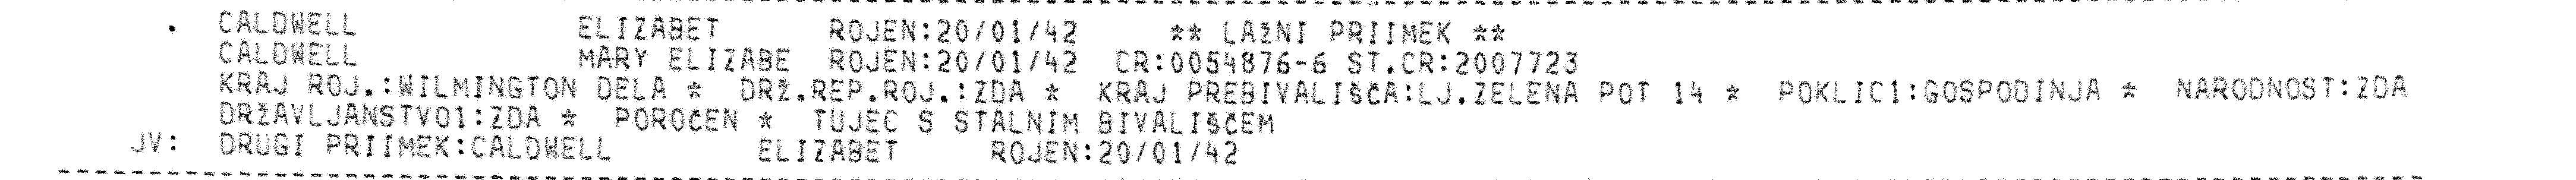 . CALDWELL ELIZABET ROJEN:20/01/42 ** LAŽNI PRIIMEK **
CALDWELL MARY ELIZABE ROJEN:20/01/42 CR:0054876-6 ST.CR:2007723
KRAJ ROJ.:WILMINGTON DELA * DRŽ.REP.ROJ.:ZDA * KRAJ PREBIVALIŠČA:LJ.ZELENA POT 14 * POKLIC1:GOSPODINJA * NARODNOST:ZDA
DRŽAVLJANSTVO1:ZDA * POROČEN * TUJEC S STALNIM BIVALIŠČEM
JV: DRUGI PRIIMEK:CALDWELL ELIZABET ROJEN:20/01/42